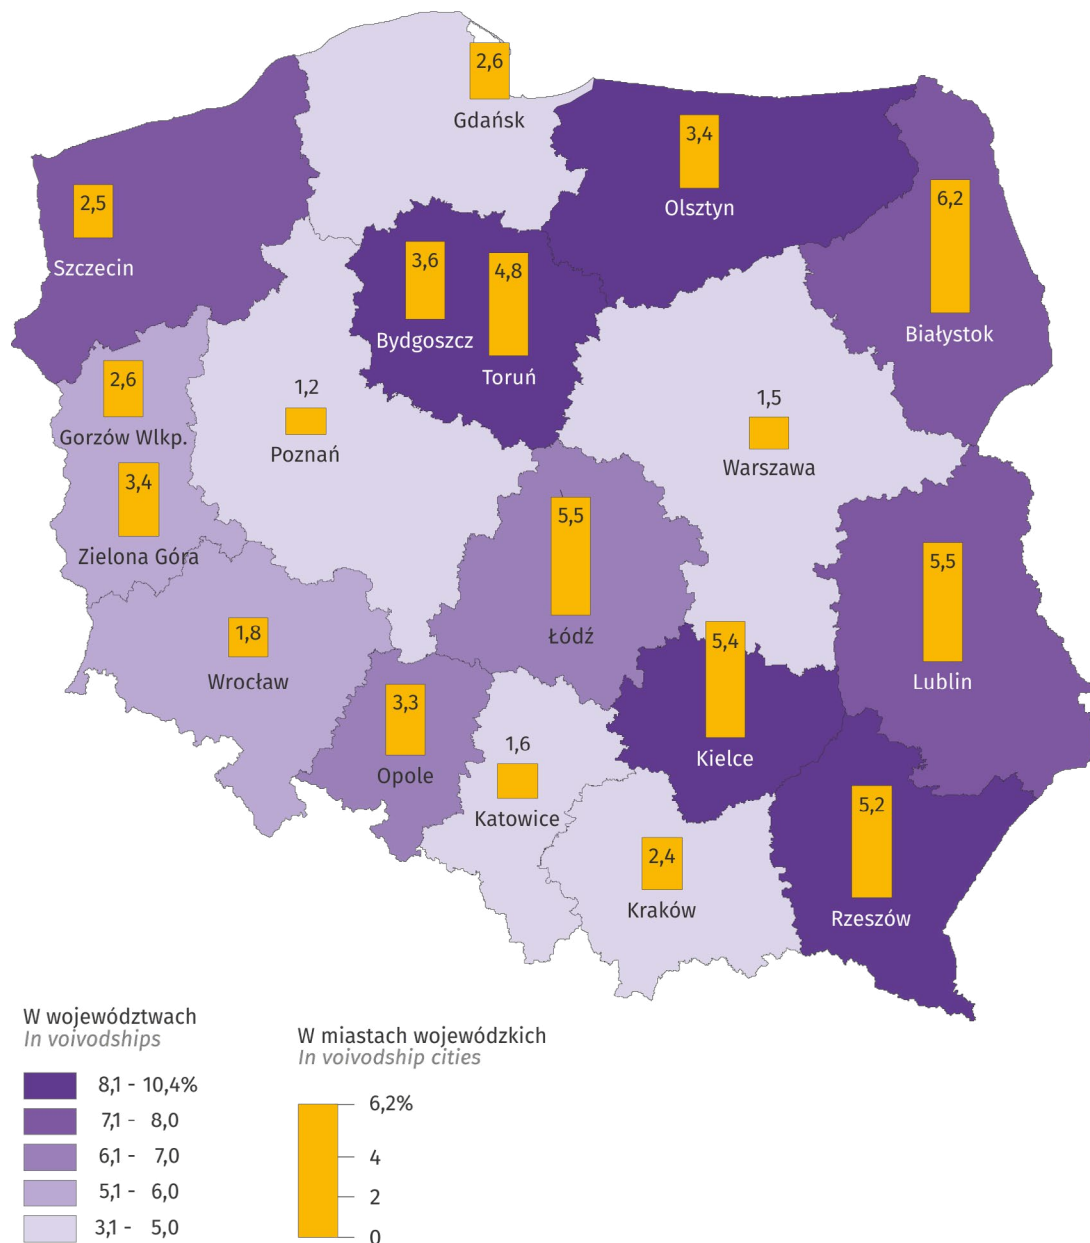 2,6
Gdańsk
3,4
Olsztyn
6,2
Białystok
2,5
Szczecin
3,6
Bydgoszcz
4,8
Toruń
2,6
Gorzów Wlkp.
1,2
Poznań
1,5
Warszawa
3,4
Zielona Góra
5,5
Łódź
5,5
Lublin
1,8
Wrocław
5,4
Kielce
3,3
Opole
1,6
Katowice
2,4
Kraków
5,2
Rzeszów
W województwach
In voivodships
8,1 - 10,4%
7,1 - 8,0
6,1 - 7,0
5,1 - 6,0
3,1 - 5,0
W miastach wojewódzkich
In voivodship cities
6,2%
4
2
0